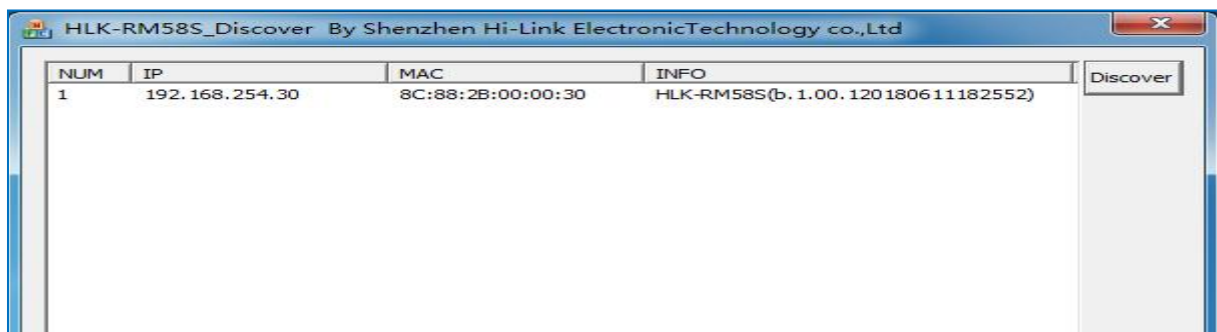 HLK-RM58S_Discover By Shenzhen Hi-Link ElectronicTechnology co.,Ltd
NUM IP MAC INFO Discover
1 192.168.254.30 8C:88:2B:00:00:30 HLK-RM58S(b.1.00.120180611182552)